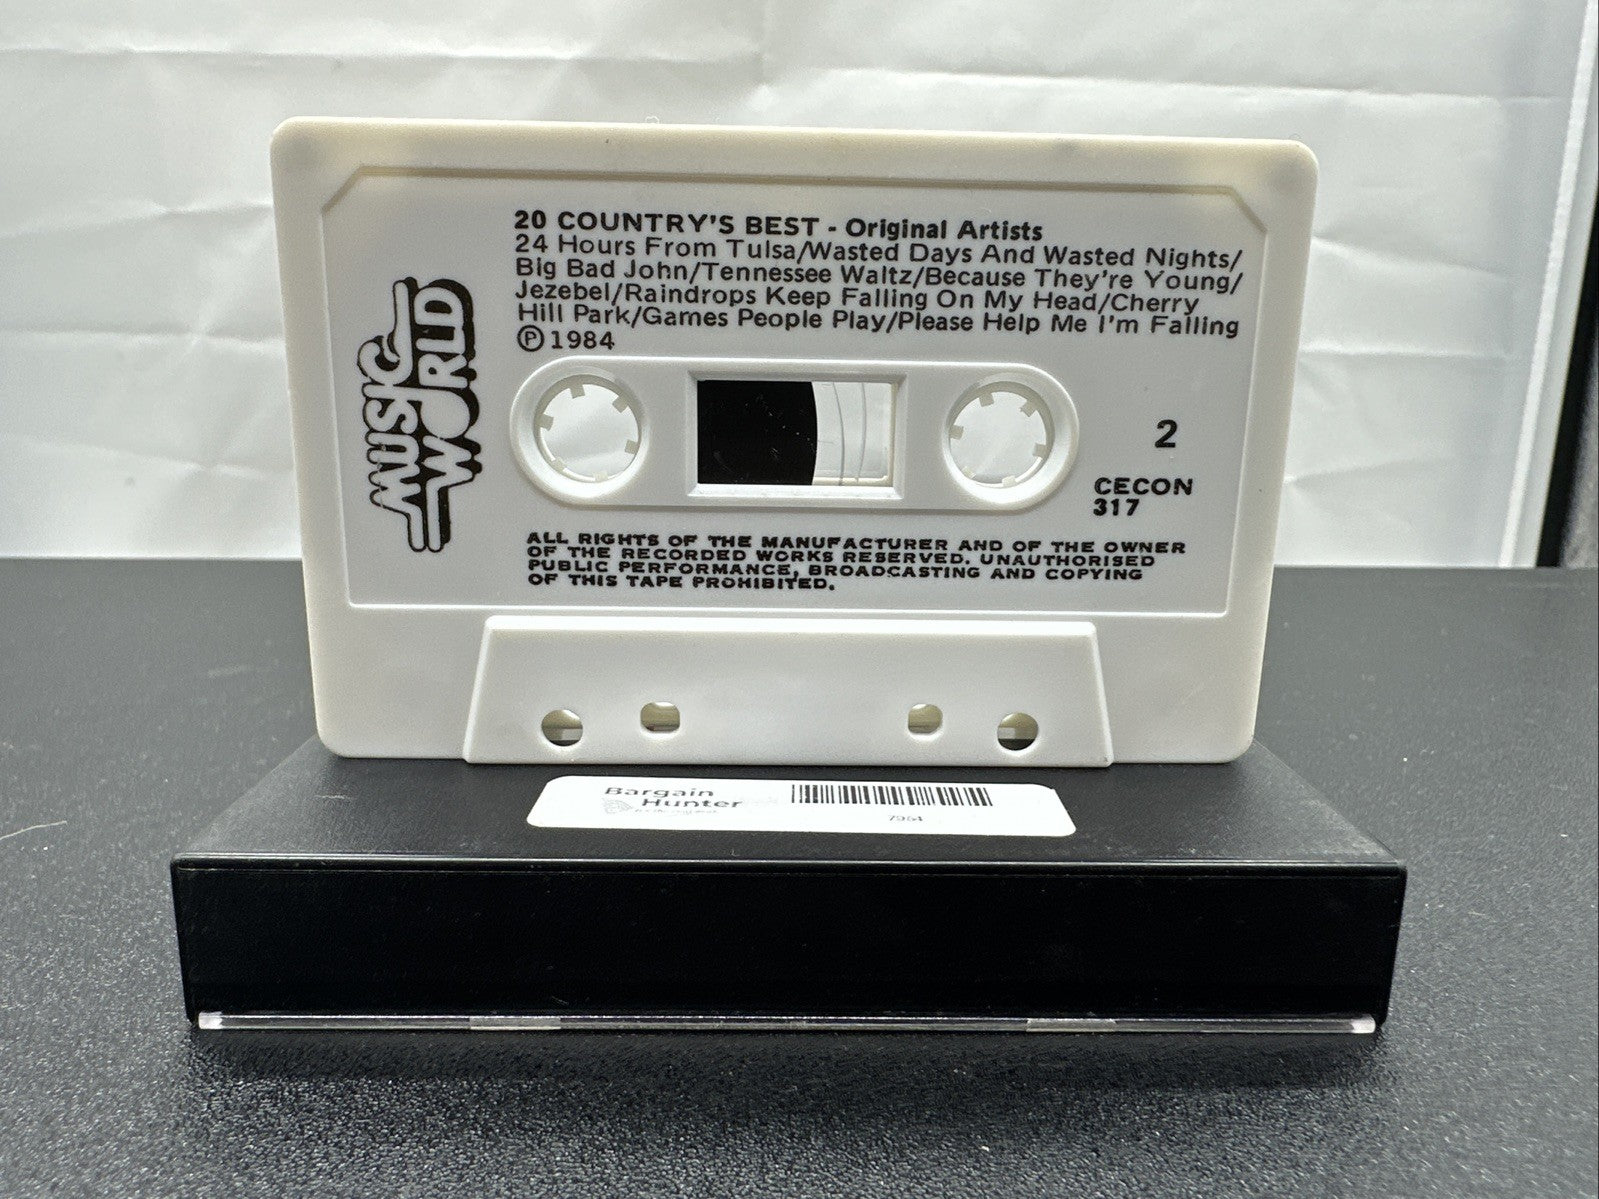 20 COUNTRY'S BEST - Original Artists
24 Hours From Tulsa/Wasted Days And Wasted Nights/
Big Bad John/Tennessee Waltz/Because They're Young/
Jezebel/Raindrops Keep Falling On My Head/Cherry
Hill Park/Games People Play/Please Help Me I'm Falling
Ⓟ1984
MUSIC
WORLD
2
CECON
317
ALL RIGHTS OF THE MANUFACTURER AND OF THE OWNER
OF THE RECORDED WORKS RESERVED. UNAUTHORISED
PUBLIC PERFORMANCE, BROADCASTING AND COPYING
OF THIS TAPE PROHIBITED.
Bargain
Hunter
7954